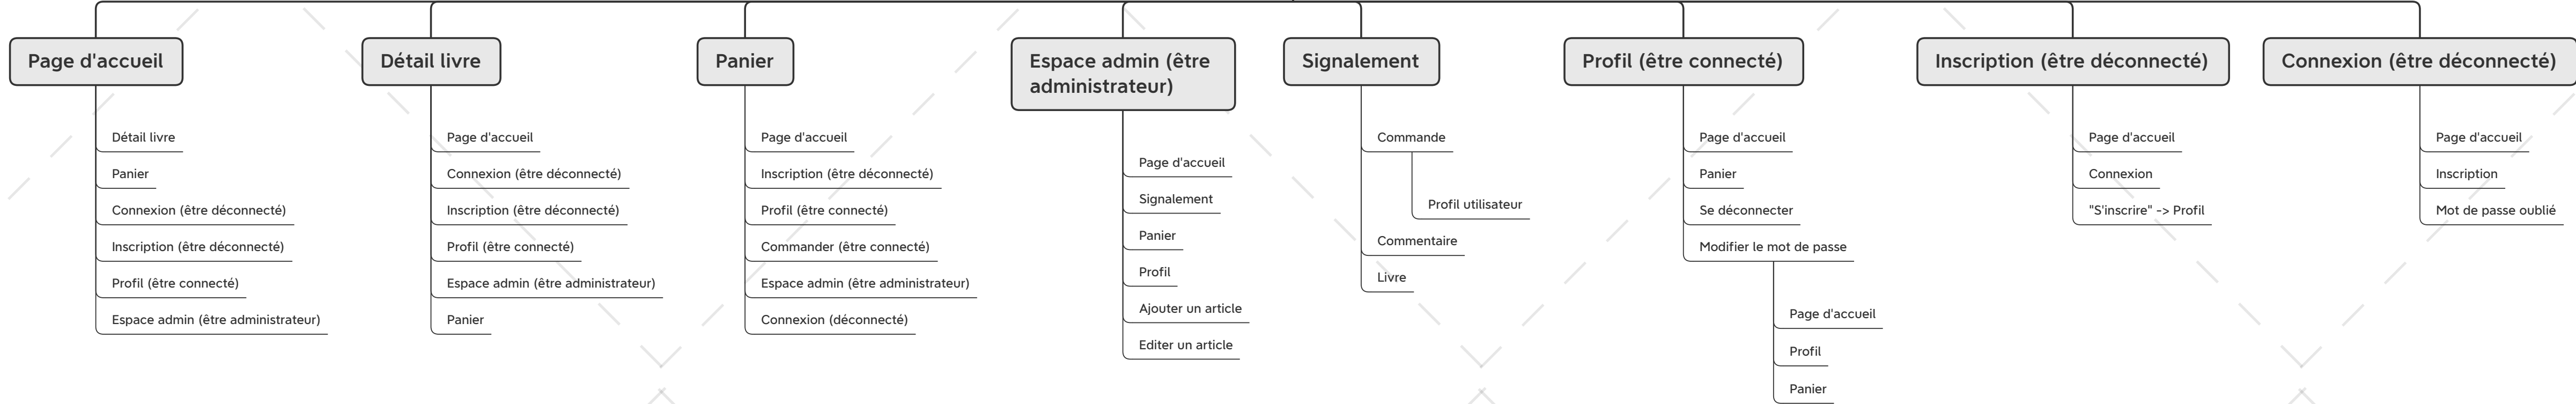 Page d'accueil
Détail livre
Panier
Connexion (être déconnecté)
Inscription (être déconnecté)
Profil (être connecté)
Espace admin (être administrateur)
Détail livre
Page d'accueil
Connexion (être déconnecté)
Inscription (être déconnecté)
Profil (être connecté)
Espace admin (être administrateur)
Panier
Panier
Page d'accueil
Inscription (être déconnecté)
Profil (être connecté)
Commander (être connecté)
Espace admin (être administrateur)
Connexion (déconnecté)
Espace admin (être
administrateur)
Page d'accueil
Signalement
Panier
Profil
Ajouter un article
Editer un article
Signalement
Commande
Profil utilisateur
Commentaire
Livre
Profil (être connecté)
Page d'accueil
Panier
Se déconnecter
Modifier le mot de passe
Page d'accueil
Profil
Panier
Inscription (être déconnecté)
Page d'accueil
Connexion
"S'inscrire" -> Profil
Connexion (être déconnecté)
Page d'accueil
Inscription
Mot de passe oublié